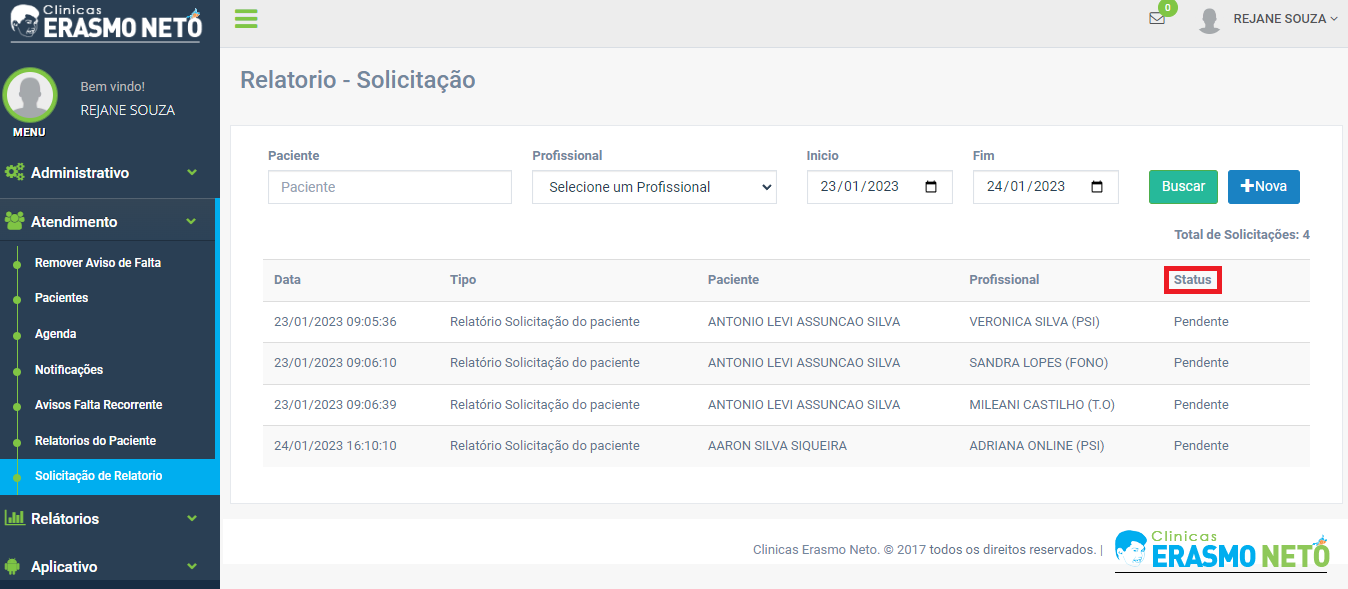 Clinicas
ERASMO NETO
0
REJANE SOUZA
Bem vindo!
REJANE SOUZA
MENU
Administrativo
Atendimento
Remover Aviso de Falta
Pacientes
Agenda
Notificações
Avisos Falta Recorrente
Relatorios do Paciente
Solicitação de Relatorio
Relátorios
Aplicativo
Relatorio - Solicitação
Paciente Profissional Inicio Fim
Paciente Selecione um Profissional 23/01/2023 24/01/2023 Buscar +Nova
Total de Solicitações: 4
Data Tipo Paciente Profissional Status
23/01/2023 09:05:36 Relatório Solicitação do paciente ANTONIO LEVI ASSUNCAO SILVA VERONICA SILVA (PSI) Pendente
23/01/2023 09:06:10 Relatório Solicitação do paciente ANTONIO LEVI ASSUNCAO SILVA SANDRA LOPES (FONO) Pendente
23/01/2023 09:06:39 Relatório Solicitação do paciente ANTONIO LEVI ASSUNCAO SILVA MILEANI CASTILHO (T.O) Pendente
24/01/2023 16:10:10 Relatório Solicitação do paciente AARON SILVA SIQUEIRA ADRIANA ONLINE (PSI) Pendente
Clinicas Erasmo Neto. © 2017 todos os direitos reservados. |
Clinicas
ERASMO NETO